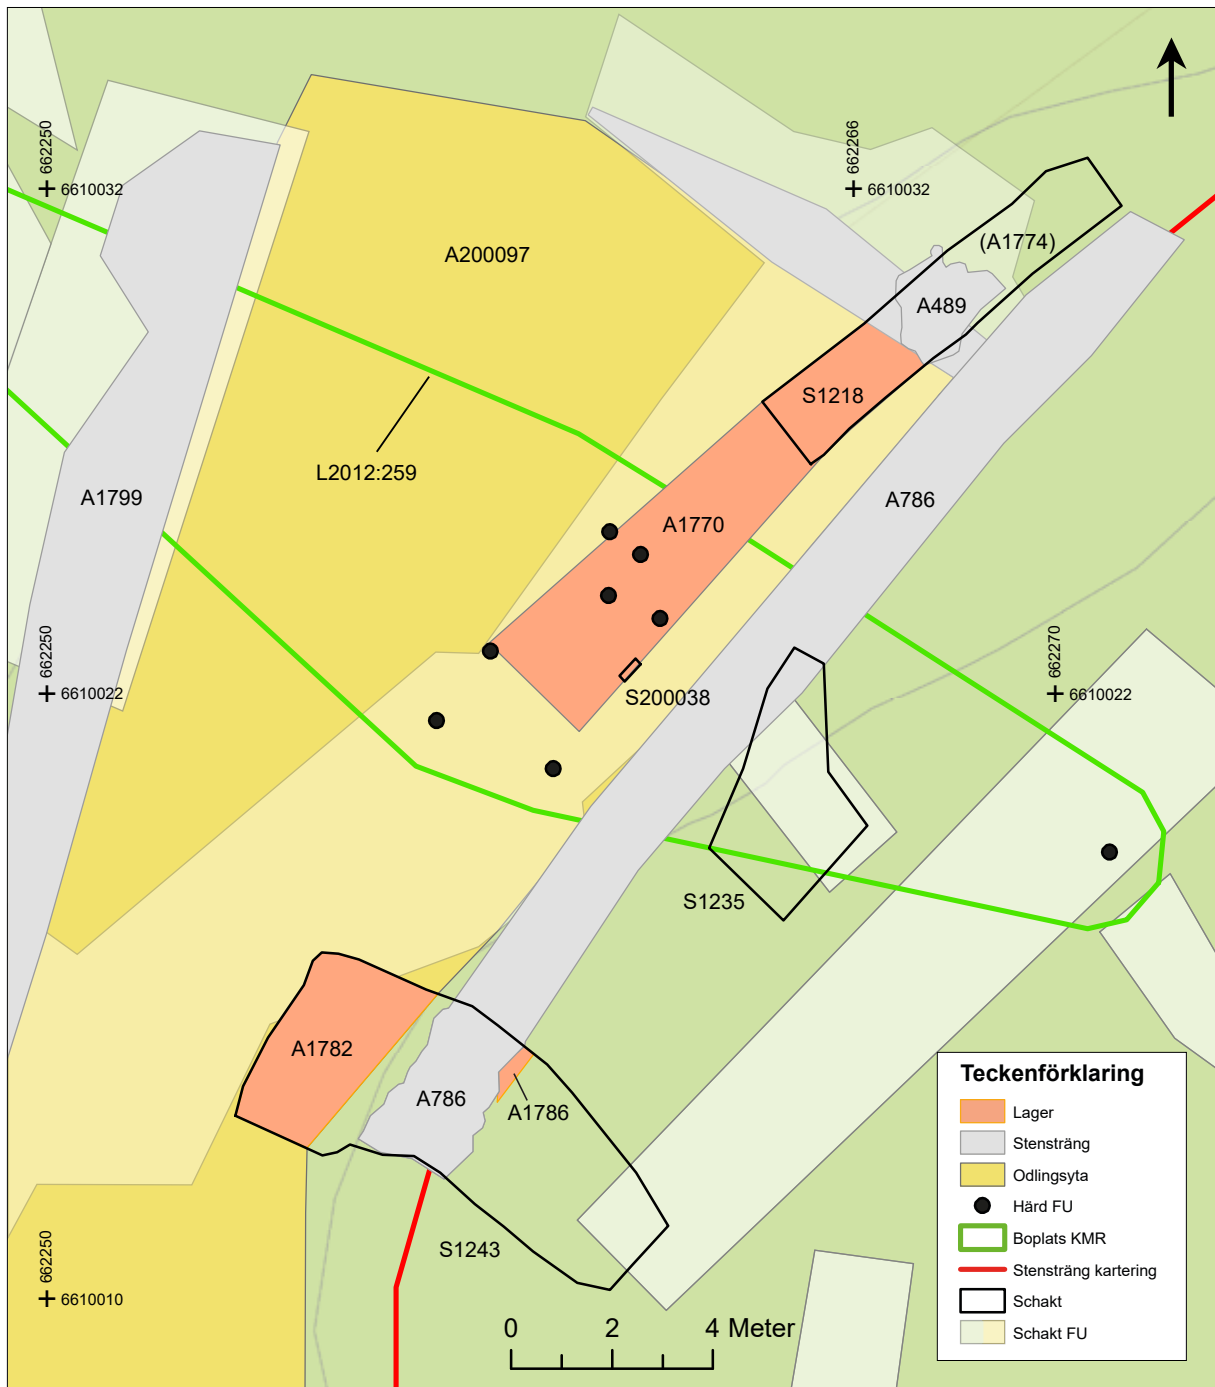 662250
6610032
662266
6610032
A200097
(A1774)
A489
S1218
L2012:259
A1799
A786
A1770
662250
6610022
S200038
662270
6610022
S1235
A1782
A786
A1786
S1243
662250
6610010
0 2 4 Meter
Teckenförklaring
Lager
Stensträng
Odlingsyta
Härd FU
Boplats KMR
Stensträng kartering
Schakt
Schakt FU